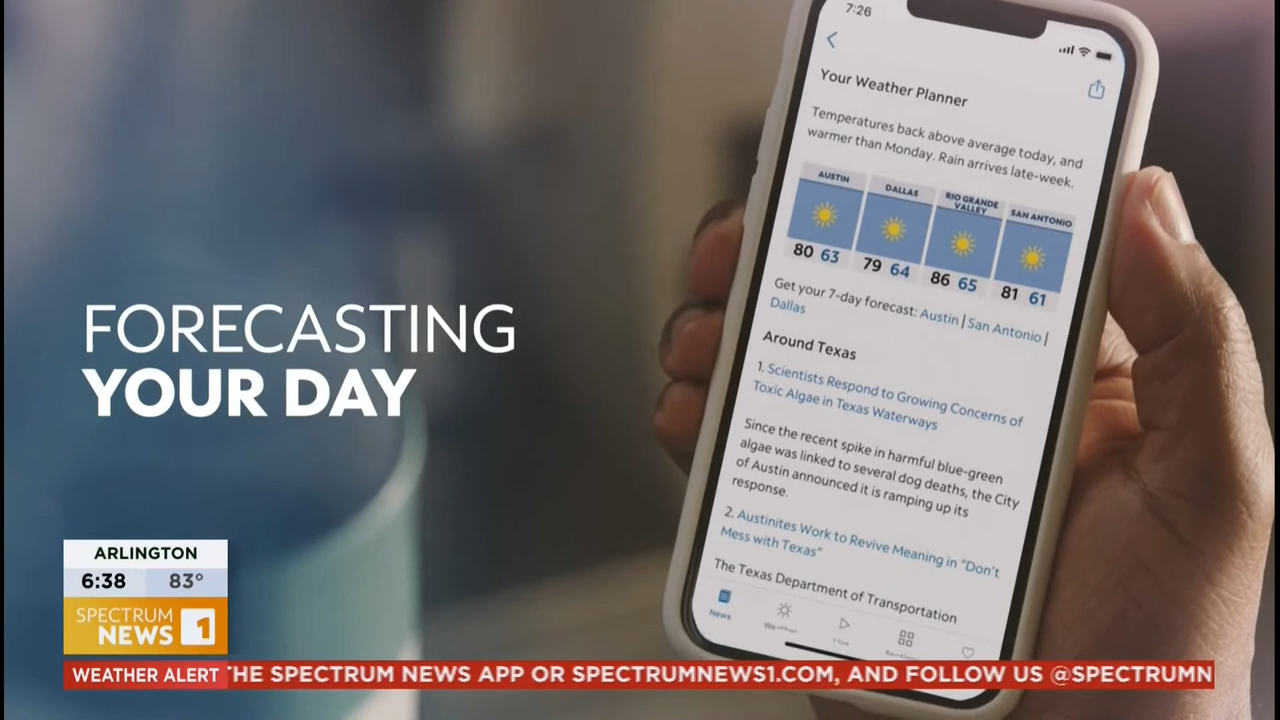 7:26
Your Weather Planner
Temperatures back above average today, and
warmer than Monday. Rain arrives late-week.
AUSTIN
80 63
DALLAS
79 64
RIO GRANDE
VALLEY
86 65
SAN ANTONIO
81 61
Get your 7-day forecast: Austin | San Antonio |
Dallas
Around Texas
1. Scientists Respond to Growing Concerns of
Toxic Algae in Texas Waterways
Since the recent spike in harmful blue-green
algae was linked to several dog deaths, the City
of Austin announced it is ramping up its
response.
2. Austinites Work to Revive Meaning in "Don't
Mess with Texas"
The Texas Department of Transportation
News
FORECASTING
YOUR DAY
ARLINGTON
6:38 83°
SPECTRUM
NEWS 1
WEATHER ALERT THE SPECTRUM NEWS APP OR SPECTRUMNEWS1.COM, AND FOLLOW US @SPECTRUMN